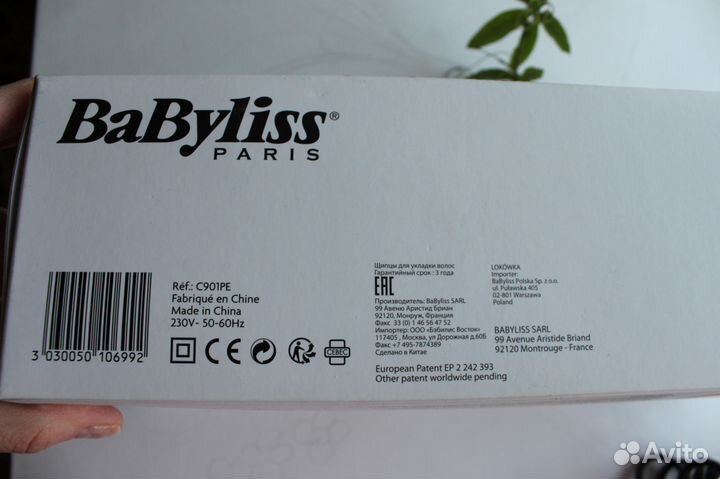 BaByliss®
PARIS
Réf.: C901PE
Fabriqué en Chine
Made in China
230V~ 50-60Hz
3 030050 106992
CEBEC
Щипцы для укладки волос
Гарантийный срок : 3 года
EAC
Производитель: BaByliss SARL
99 Авеню Аристид Бриан
92120, Монруж, Франция
Факс 33 (0) 1 46 56 47 52
Импортер: ООО «Бэбилис Восток»
117405 , Москва, ул Дорожная д.60Б
Факс +7 495-7874389
Сделано в Китае
LOKÓWKA
Importer:
BaByliss Polska Sp. z o.o.
ul. Puławska 405
02-801 Warszawa
Poland
BABYLISS SARL
99 Avenue Aristide Briand
92120 Montrouge - France
European Patent EP 2 242 393
Other patent worldwide pending
Avito